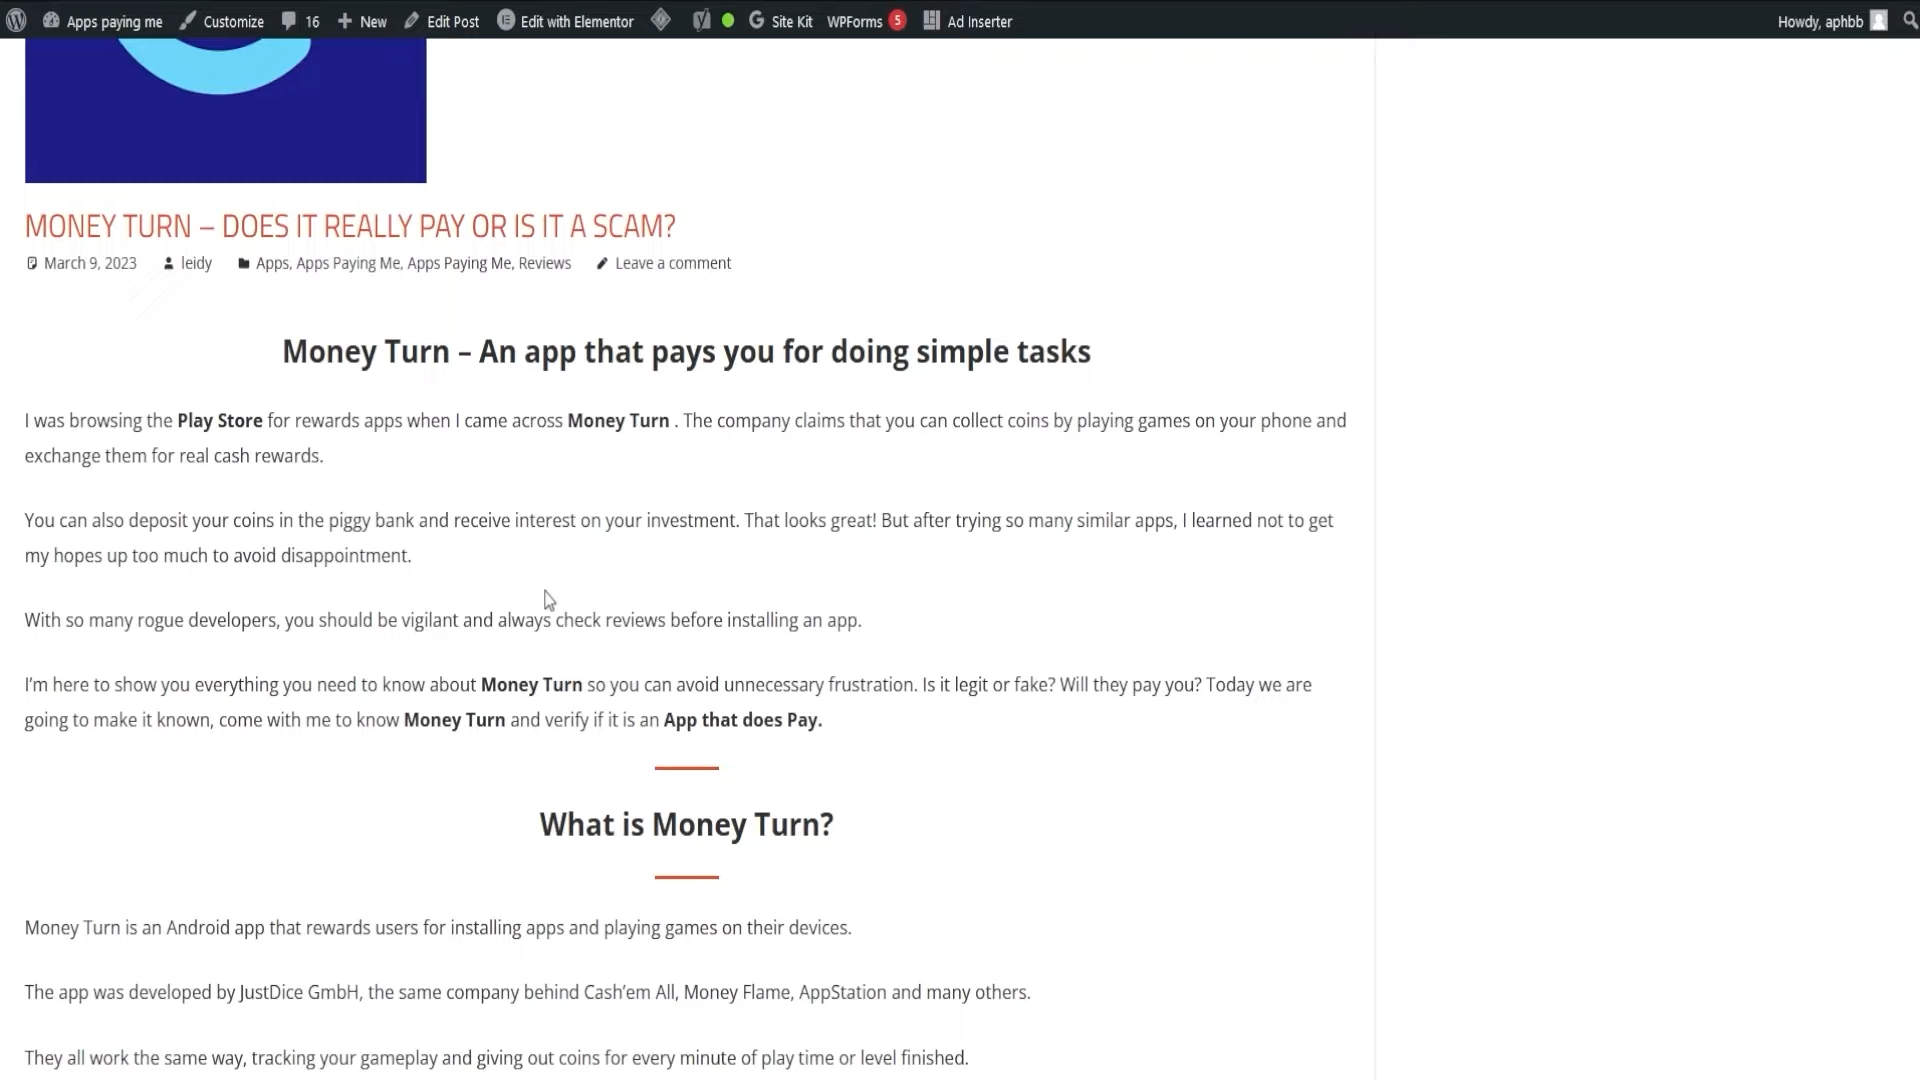 Apps paying me Customize 16 New Edit Post Edit with Elementor Site Kit WPForms 5 Ad Inserter Howdy, aphbb
MONEY TURN – DOES IT REALLY PAY OR IS IT A SCAM?
March 9, 2023 leidy Apps, Apps Paying Me, Apps Paying Me, Reviews Leave a comment
Money Turn – An app that pays you for doing simple tasks
I was browsing the Play Store for rewards apps when I came across Money Turn . The company claims that you can collect coins by playing games on your phone and
exchange them for real cash rewards.
You can also deposit your coins in the piggy bank and receive interest on your investment. That looks great! But after trying so many similar apps, I learned not to get
my hopes up too much to avoid disappointment.
With so many rogue developers, you should be vigilant and always check reviews before installing an app.
I'm here to show you everything you need to know about Money Turn so you can avoid unnecessary frustration. Is it legit or fake? Will they pay you? Today we are
going to make it known, come with me to know Money Turn and verify if it is an App that does Pay.
What is Money Turn?
Money Turn is an Android app that rewards users for installing apps and playing games on their devices.
The app was developed by JustDice GmbH, the same company behind Cash'em All, Money Flame, AppStation and many others.
They all work the same way, tracking your gameplay and giving out coins for every minute of play time or level finished.